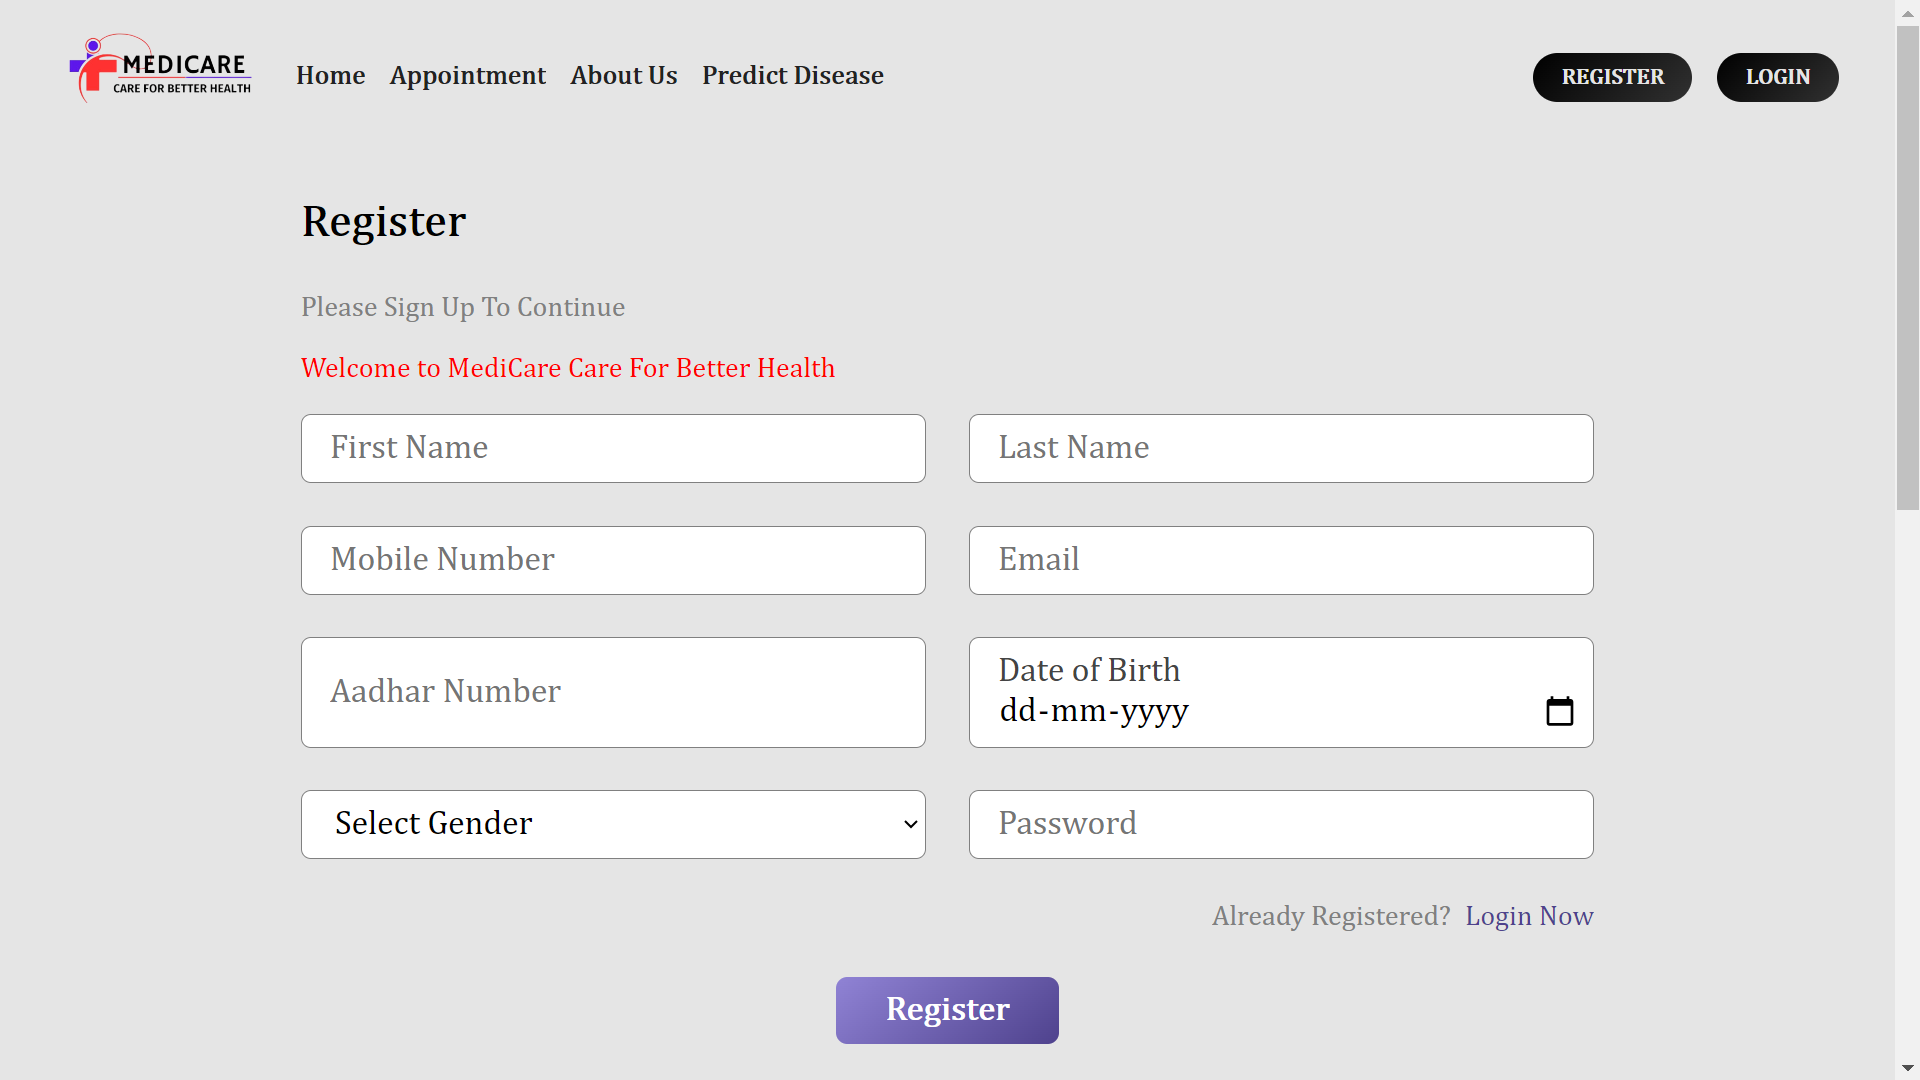 MEDICARE
CARE FOR BETTER HEALTH
Home Appointment About Us Predict Disease
REGISTER LOGIN
Register
Please Sign Up To Continue
Welcome to MediCare Care For Better Health
First Name Last Name
Mobile Number Email
Aadhar Number
Date of Birth
dd-mm-yyyy
Select Gender Password
Already Registered? Login Now
Register